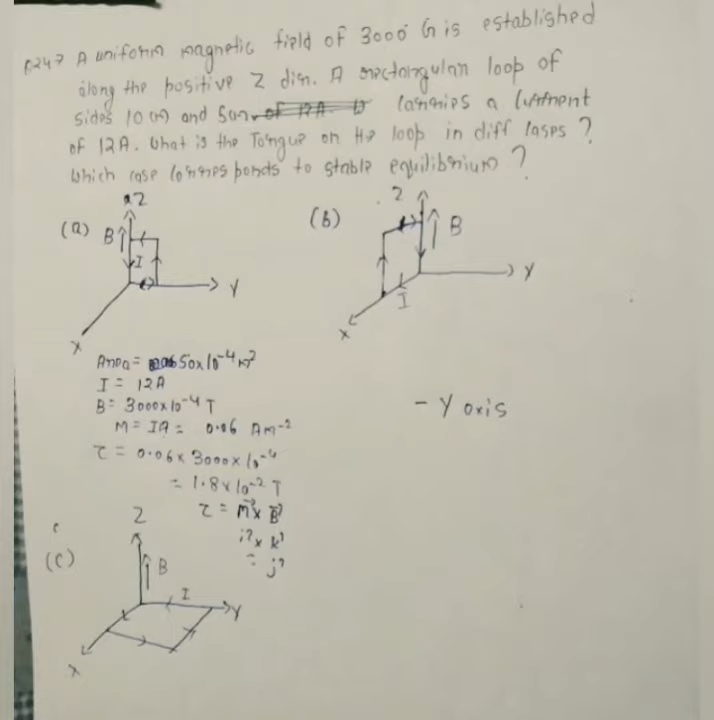 Q.24> A uniform magnetic field of 3000 G is established
along the positive Z dirn. A rectangular loop of
sides 10 cm and 5cm carries a current
of 12A. What is the Torque on the loop in diff cases ?
Which case corresponds to stable equilibrium ?
(a) Z B I Y X
(b) Z B Y I X
Area = 50x10-4 m2
I = 12A
B = 3000x10-4 T
M = IA = 0.06 Am-2
- Y axis
τ = 0.06 x 3000 x 10-4
= 1.8x10-2 T
τ = M x B
i x k
= j
(c) Z B I Y X